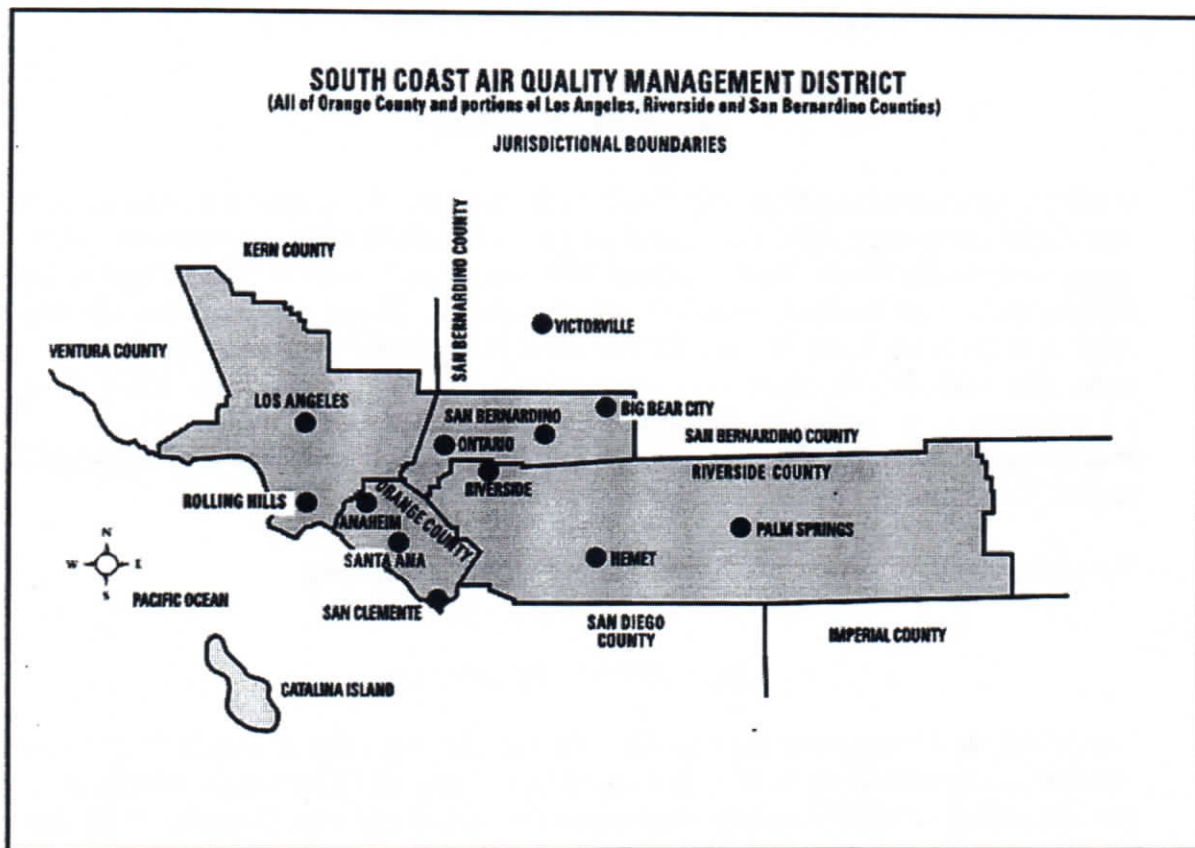 SOUTH COAST AIR QUALITY MANAGEMENT DISTRICT
(All of Orange County and portions of Los Angeles, Riverside and San Bernardino Counties)
JURISDICTIONAL BOUNDARIES
KERN COUNTY
SAN BERNARDINO COUNTY
VICTORVILLE
VENTURA COUNTY
LOS ANGELES
SAN BERNARDINO
BIG BEAR CITY
ONTARIO
SAN BERNARDINO COUNTY
RIVERSIDE COUNTY
RIVERSIDE
ROLLING HILLS
ORANGE COUNTY
ANAHEIM
PALM SPRINGS
SANTA ANA
HEMET
N
W
E
S
PACIFIC OCEAN
SAN CLEMENTE
SAN DIEGO
COUNTY
IMPERIAL COUNTY
CATALINA ISLAND